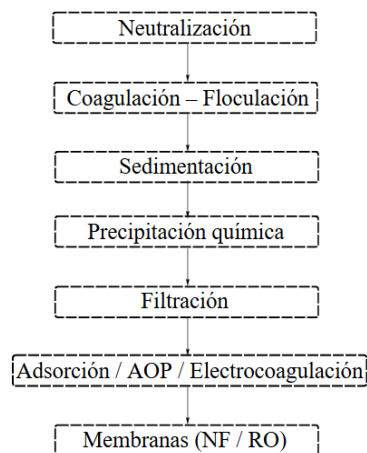 Neutralización
Coagulación – Floculación
Sedimentación
Precipitación química
Filtración
Adsorción / AOP / Electrocoagulación
Membranas (NF / RO)